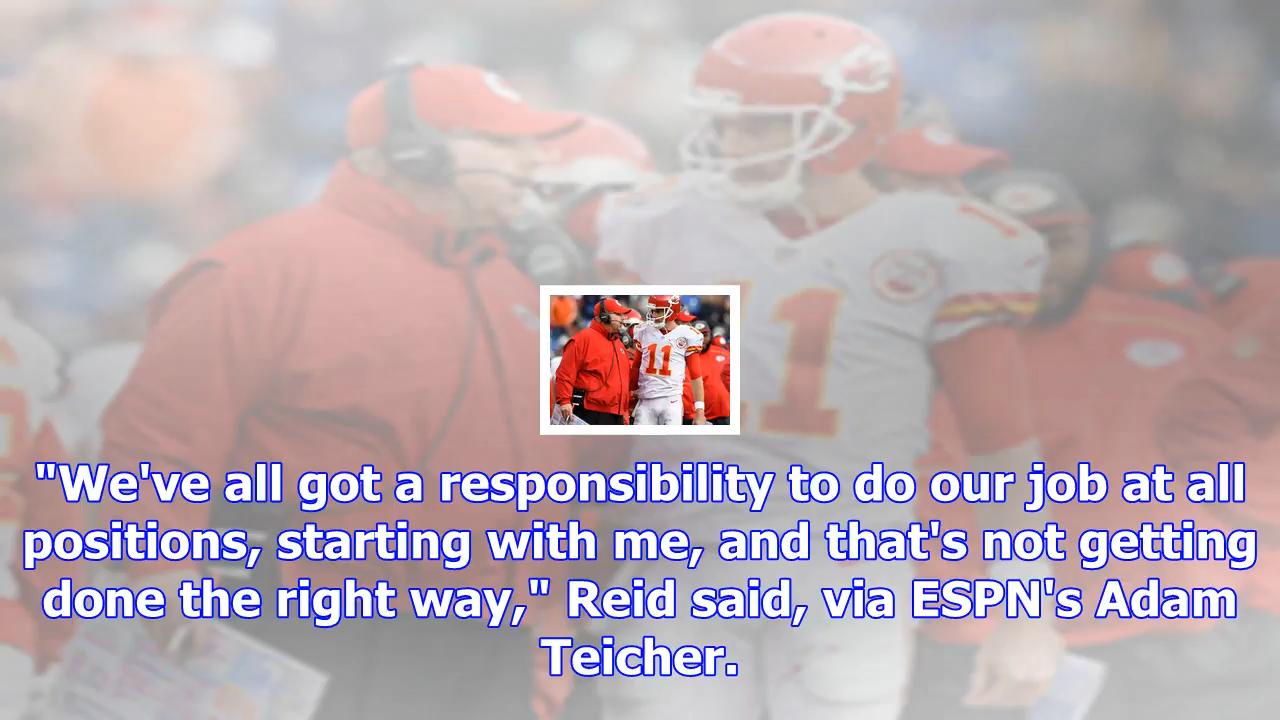 11
"We've all got a responsibility to do our job at all
positions, starting with me, and that's not getting
done the right way," Reid said, via ESPN's Adam
Teicher.